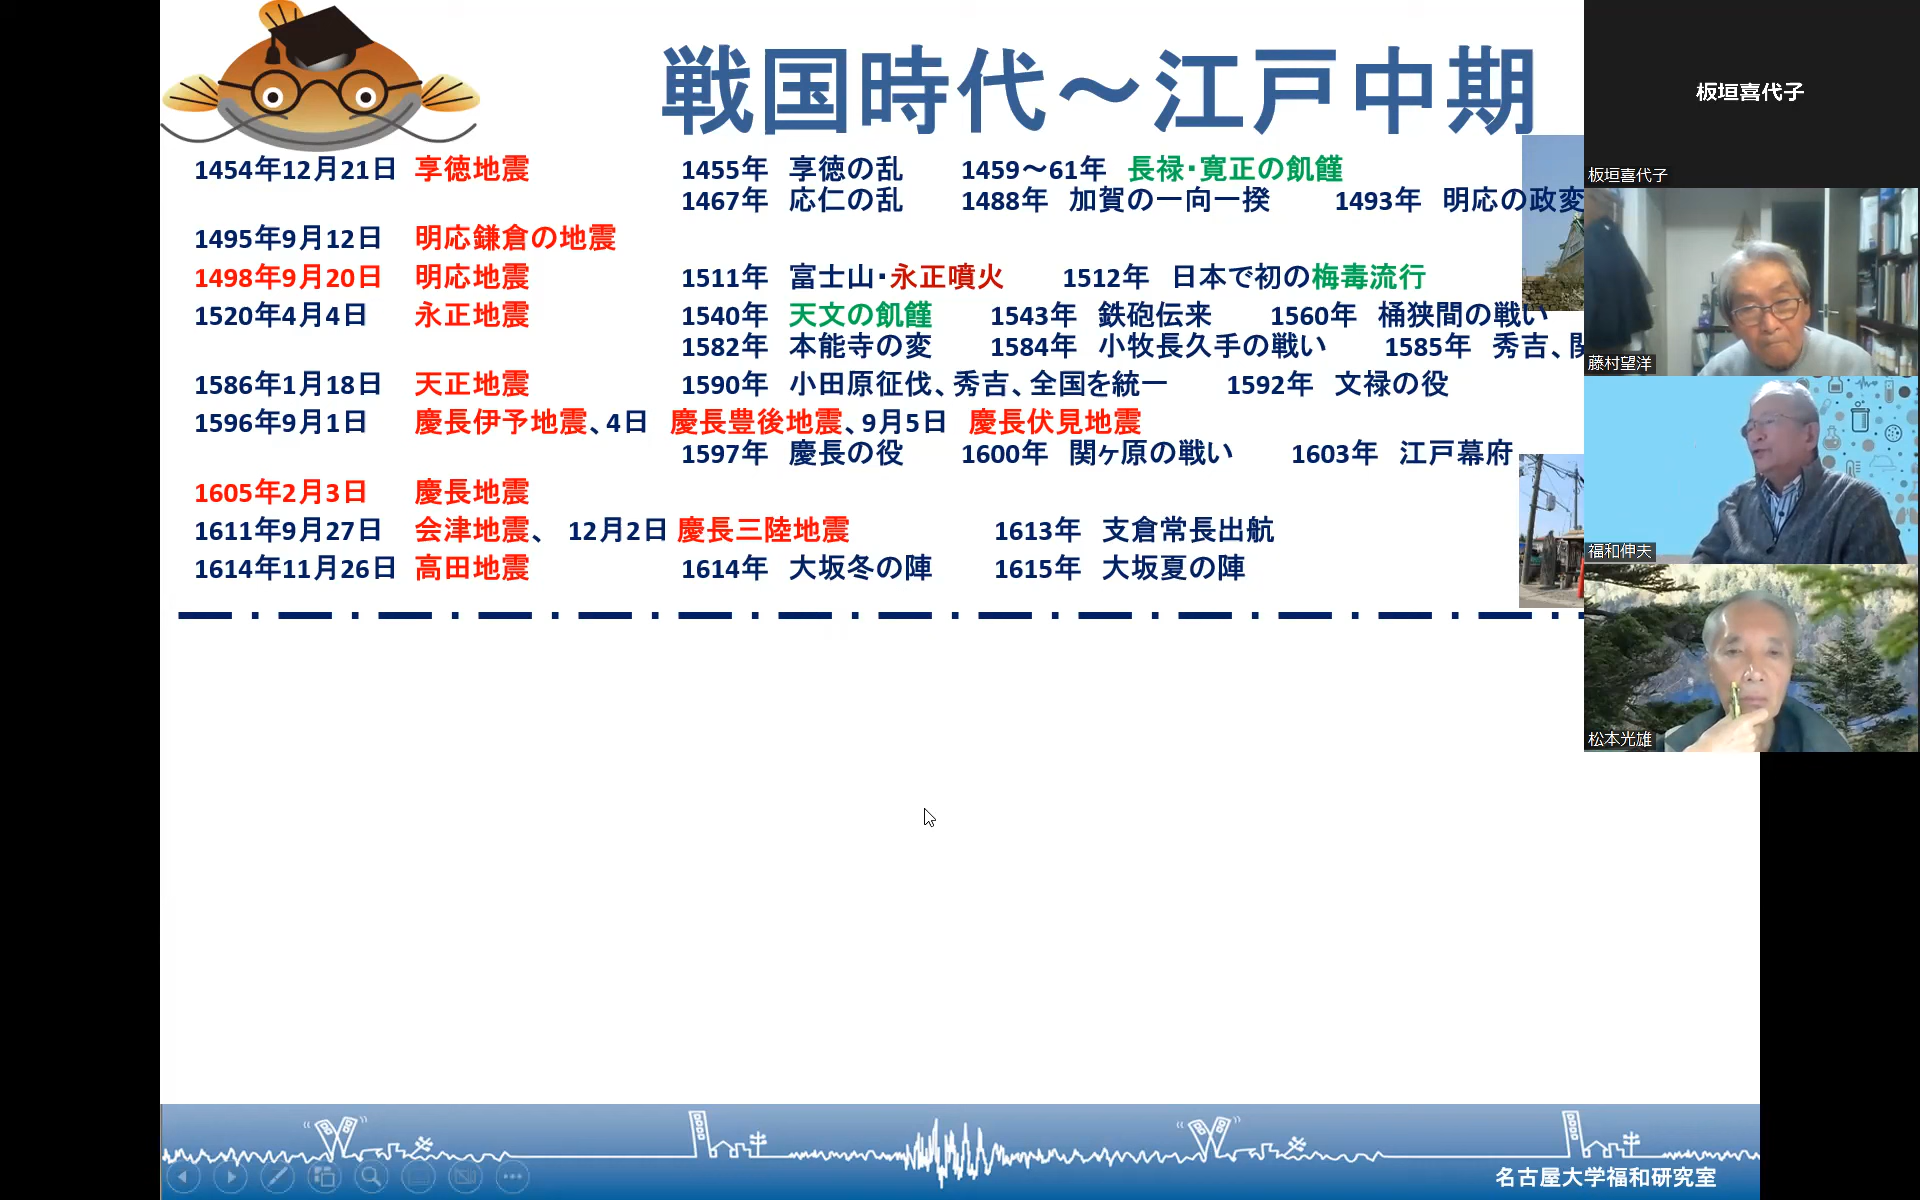 戦国時代～江戸中期
1454年12月21日 享徳地震 1455年 享徳の乱 1459～61年 長禄・寛正の飢饉
1467年 応仁の乱 1488年 加賀の一向一揆 1493年 明応の政変
1495年9月12日 明応鎌倉の地震
1498年9月20日 明応地震 1511年 富士山・永正噴火 1512年 日本で初の梅毒流行
1520年4月4日 永正地震 1540年 天文の飢饉 1543年 鉄砲伝来 1560年 桶狭間の戦い
1582年 本能寺の変 1584年 小牧長久手の戦い 1585年 秀吉、関
1586年1月18日 天正地震 1590年 小田原征伐、秀吉、全国を統一 1592年 文禄の役
1596年9月1日 慶長伊予地震、4日 慶長豊後地震、9月5日 慶長伏見地震
1597年 慶長の役 1600年 関ヶ原の戦い 1603年 江戸幕府
1605年2月3日 慶長地震
1611年9月27日 会津地震、 12月2日 慶長三陸地震 1613年 支倉常長出航
1614年11月26日 高田地震 1614年 大坂冬の陣 1615年 大坂夏の陣
名古屋大学福和研究室
板垣喜代子
板垣喜代子
藤村望洋
福和伸夫
松本光雄